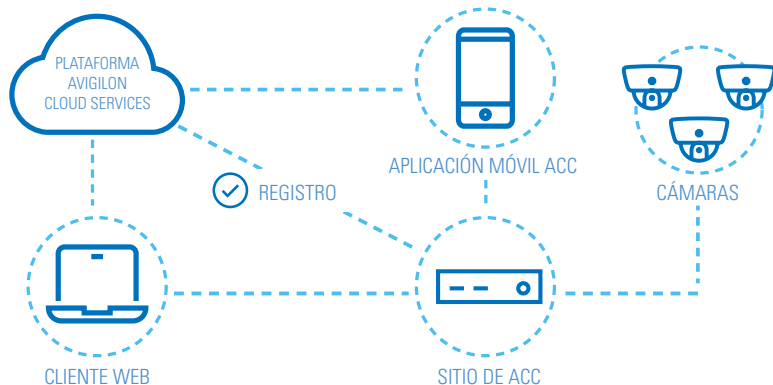 PLATAFORMA
AVIGILON
CLOUD SERVICES
APLICACIÓN MÓVIL ACC
CÁMARAS
REGISTRO
CLIENTE WEB
SITIO DE ACC